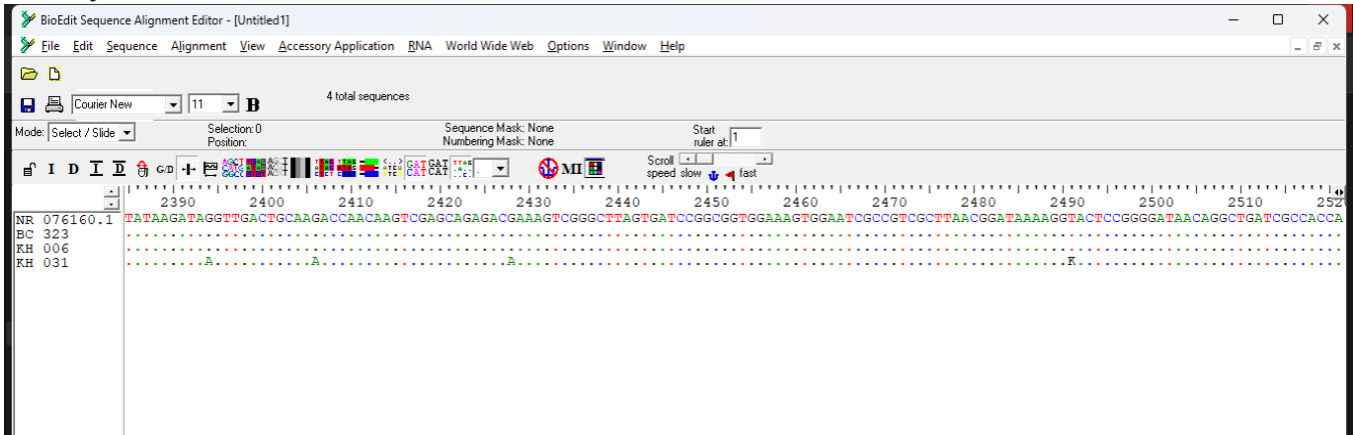 BioEdit Sequence Alignment Editor - [Untitled1]
File Edit Sequence Alignment View Accessory Application RNA World Wide Web Options Window Help
Courier New 11 B 4 total sequences
Mode: Select / Slide Selection: 0 Sequence Mask: None Start
Position: Numbering Mask: None ruler at: 1
I D I D G/D MI Scroll
speed slow fast
2390 2400 2410 2420 2430 2440 2450 2460 2470 2480 2490 2500 2510 252
NR 076160.1 TATAAGATAGGTTGACTGCAAGACCAACAAGTCGAGCAGAGACGAAAGTCGGGCTTAGTGATCCGGCGGTGGAAAGTGGAATCGCCGTCGCTTAACGGATAAAAGGTACTCCGGGGATAACAGGCTGATCGCCACCA
BC 323
KH 006
KH 031 .........A...........A.....................A..............................................................K..............................